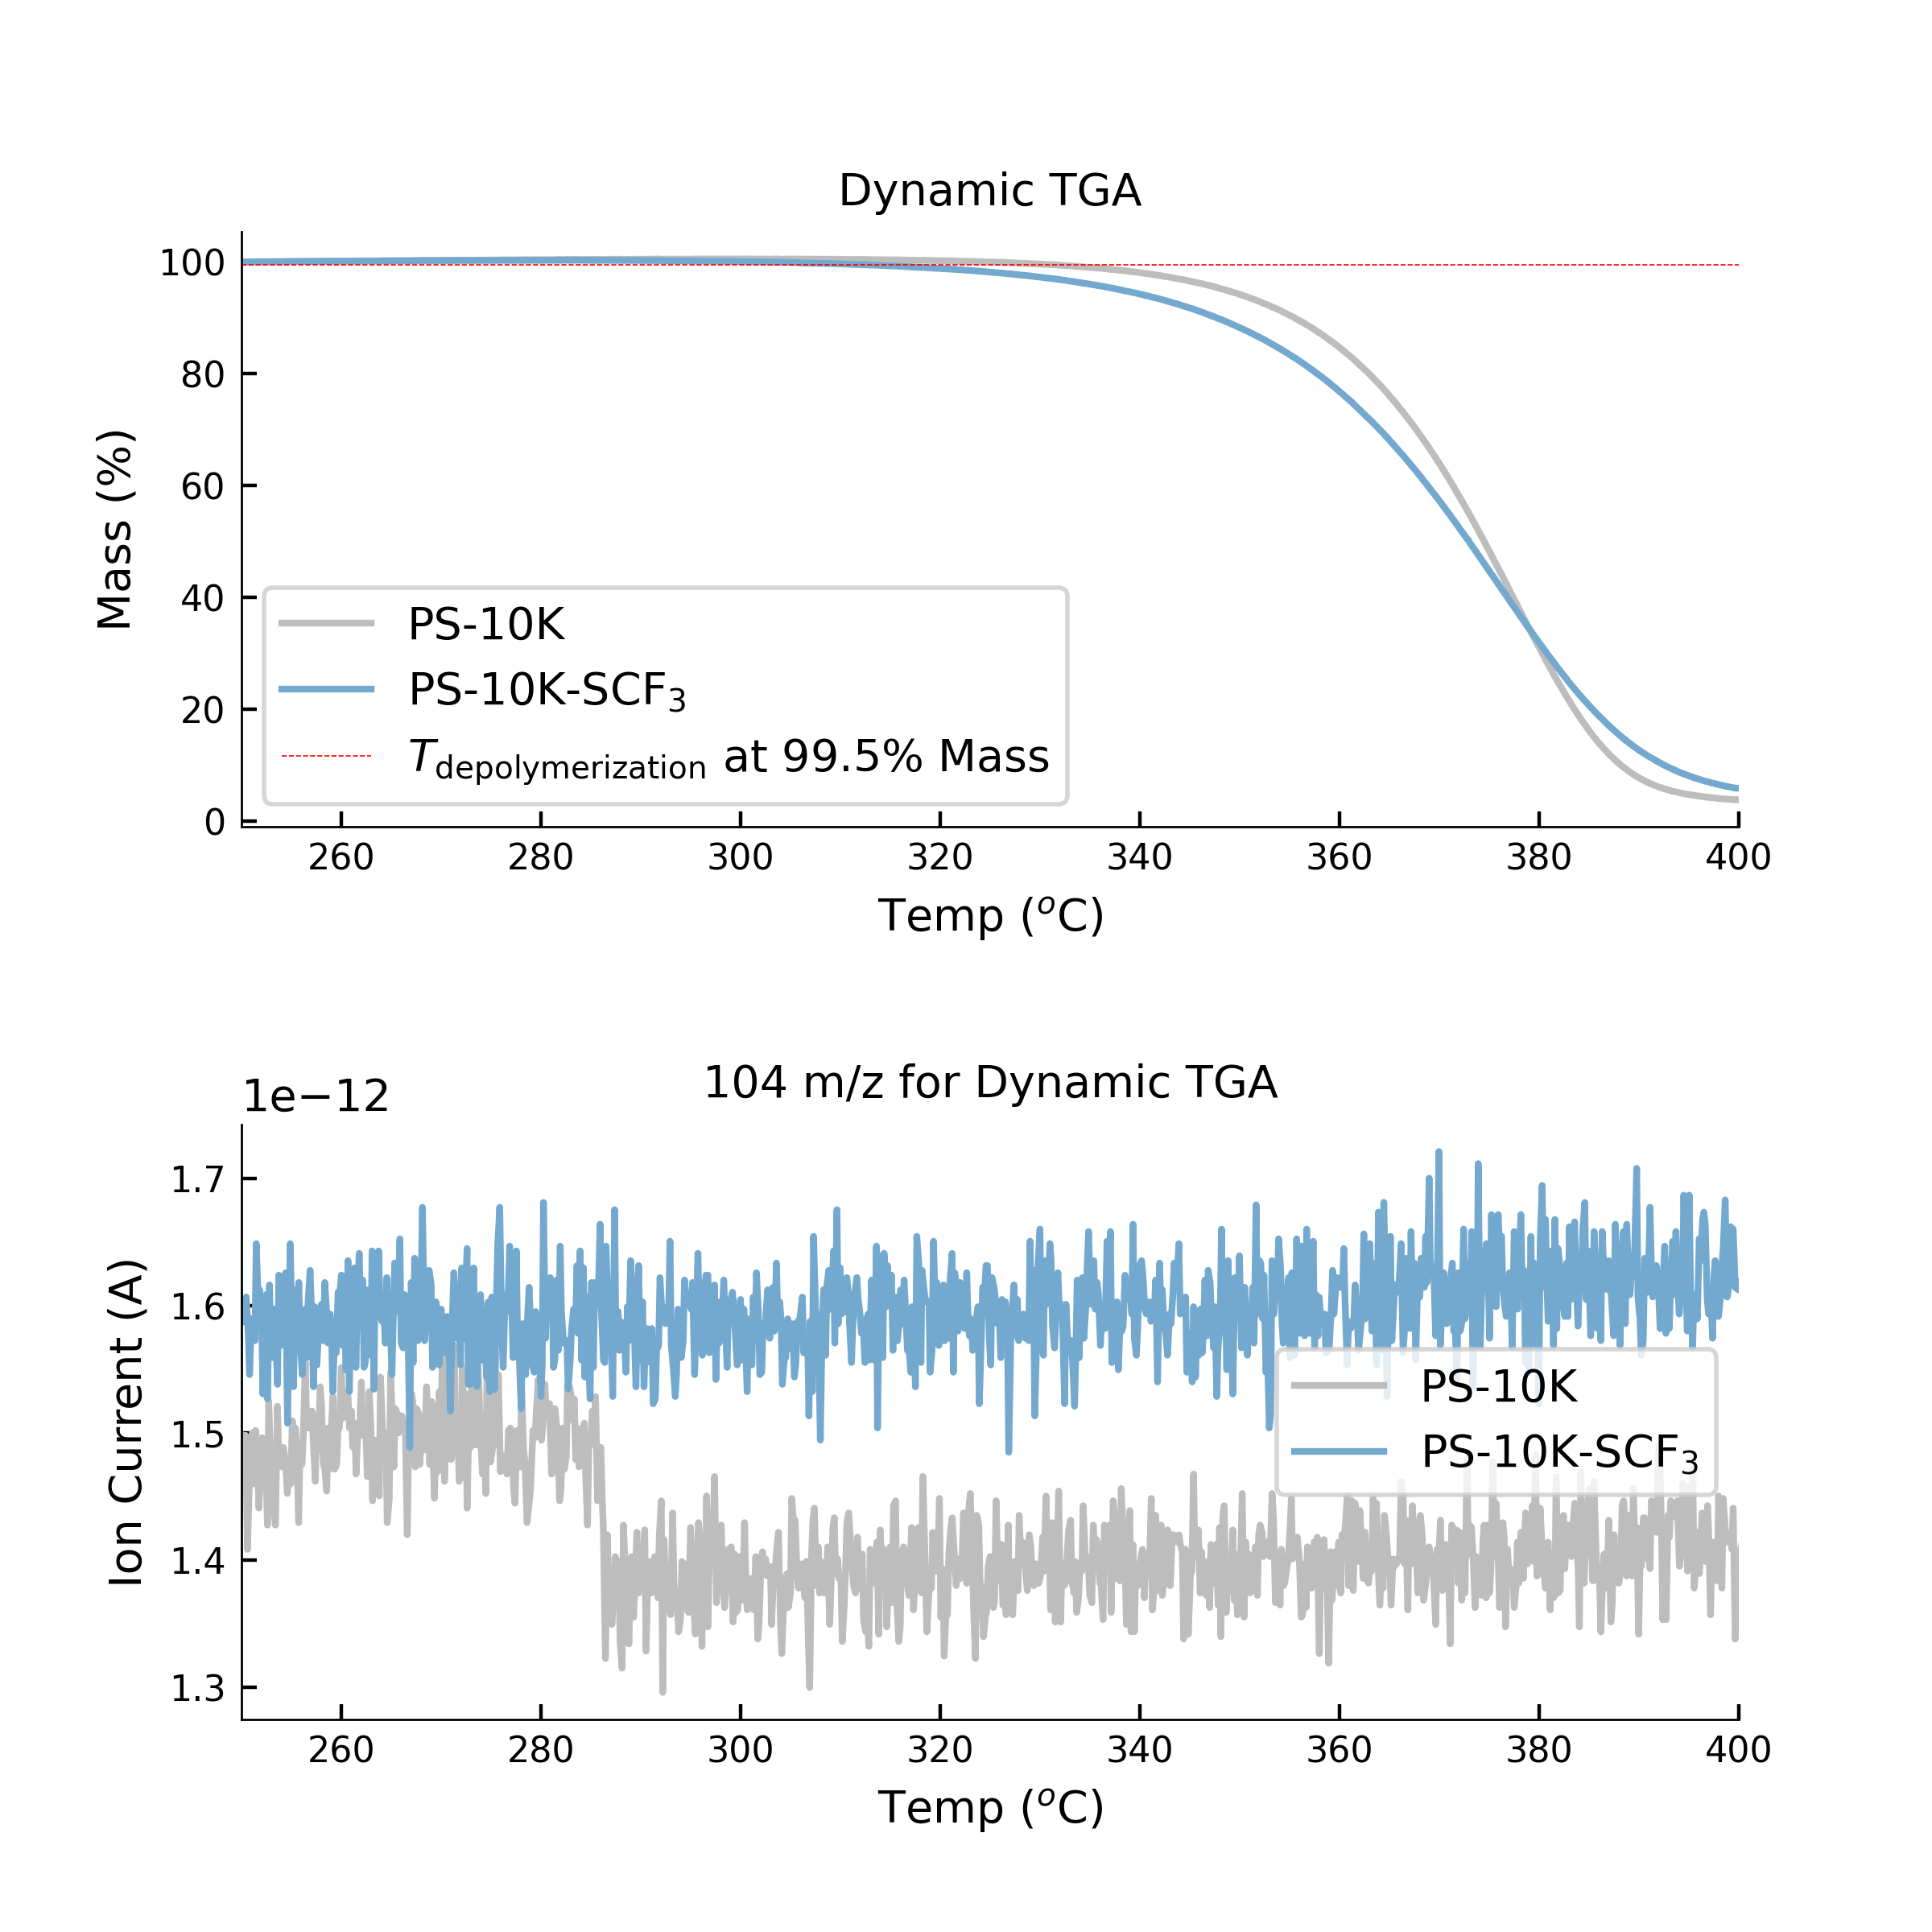 Dynamic TGA
Mass (%)
100
80
60
40
20
0
PS-10K
PS-10K-SCF₃
T_depolymerization at 99.5% Mass
260 280 300 320 340 360 380 400
Temp (°C)
104 m/z for Dynamic TGA
1e−12
Ion Current (A)
1.7
1.6
1.5
1.4
1.3
PS-10K
PS-10K-SCF₃
260 280 300 320 340 360 380 400
Temp (°C)